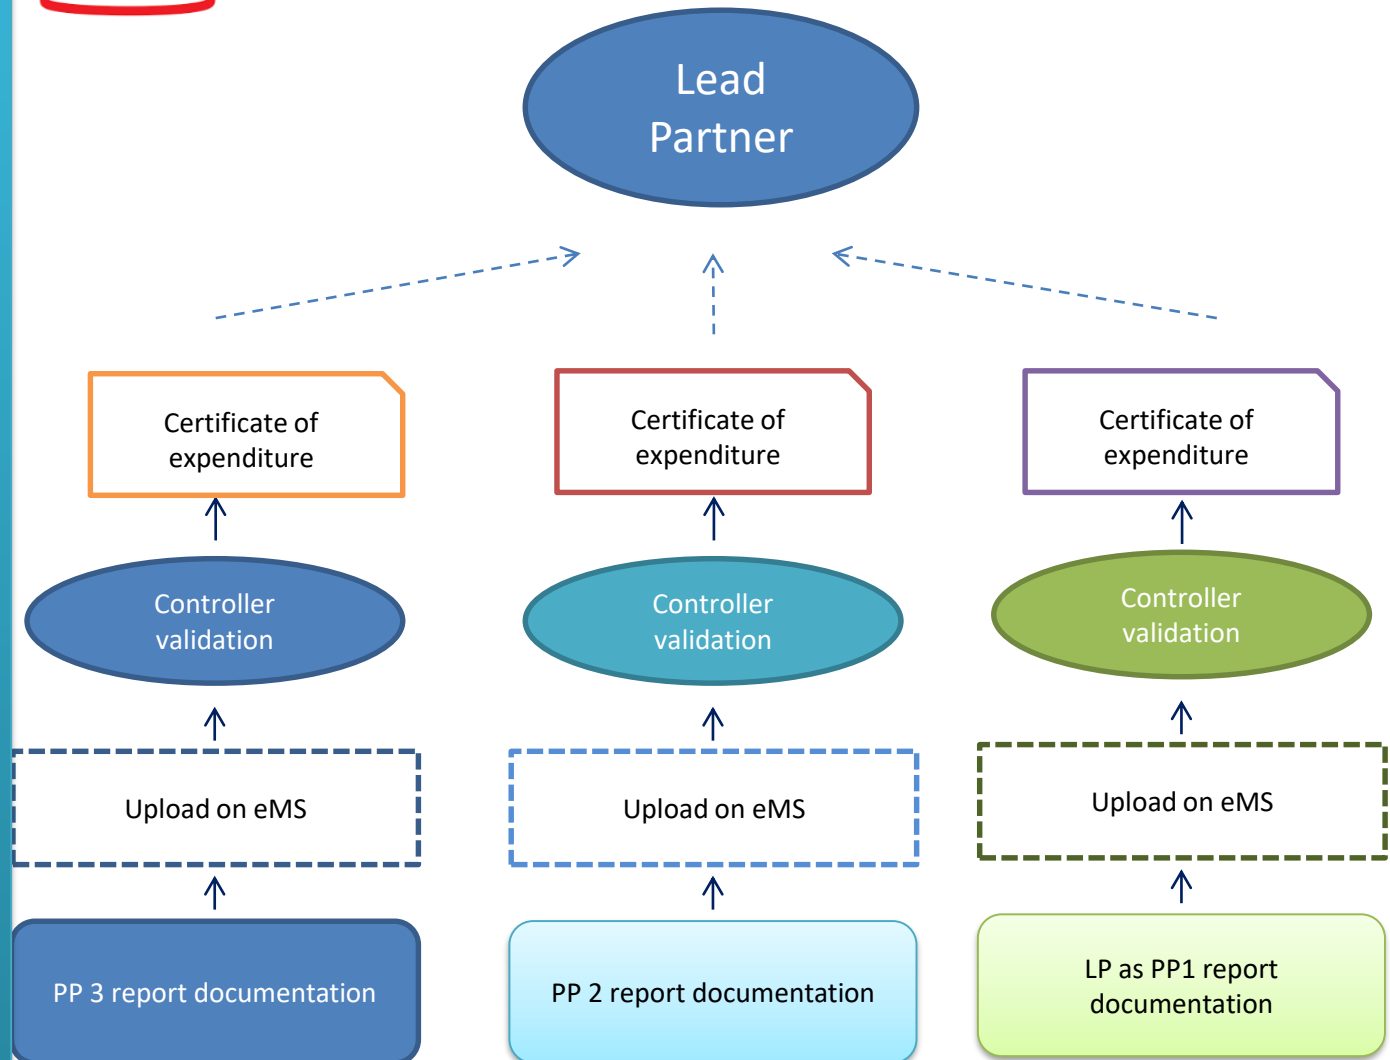 Lead
Partner
Certificate of
expenditure
Certificate of
expenditure
Certificate of
expenditure
Controller
validation
Controller
validation
Controller
validation
Upload on eMS
Upload on eMS
Upload on eMS
PP 3 report documentation
PP 2 report documentation
LP as PP1 report
documentation